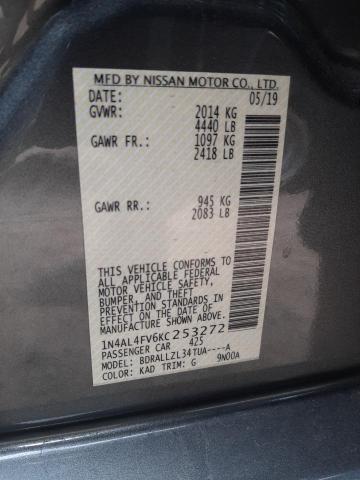 MFD BY NISSAN MOTOR CO., LTD.
DATE: 05/19
GVWR: 2014 KG
4440 LB
GAWR FR.: 1097 KG
2418 LB
GAWR RR.: 945 KG
2083 LB
THIS VEHICLE CONFORMS TO
ALL APPLICABLE FEDERAL
MOTOR VEHICLE SAFETY,
BUMPER, AND THEFT
PREVENTION STANDARDS IN
EFFECT ON THE DATE OF
MANUFACTURE SHOWN ABOVE.
1N4AL4FV6KC253272
PASSENGER CAR 425
MODEL: BDRALLZL34TUA----A
COLOR: KAD TRIM: G 9N00A